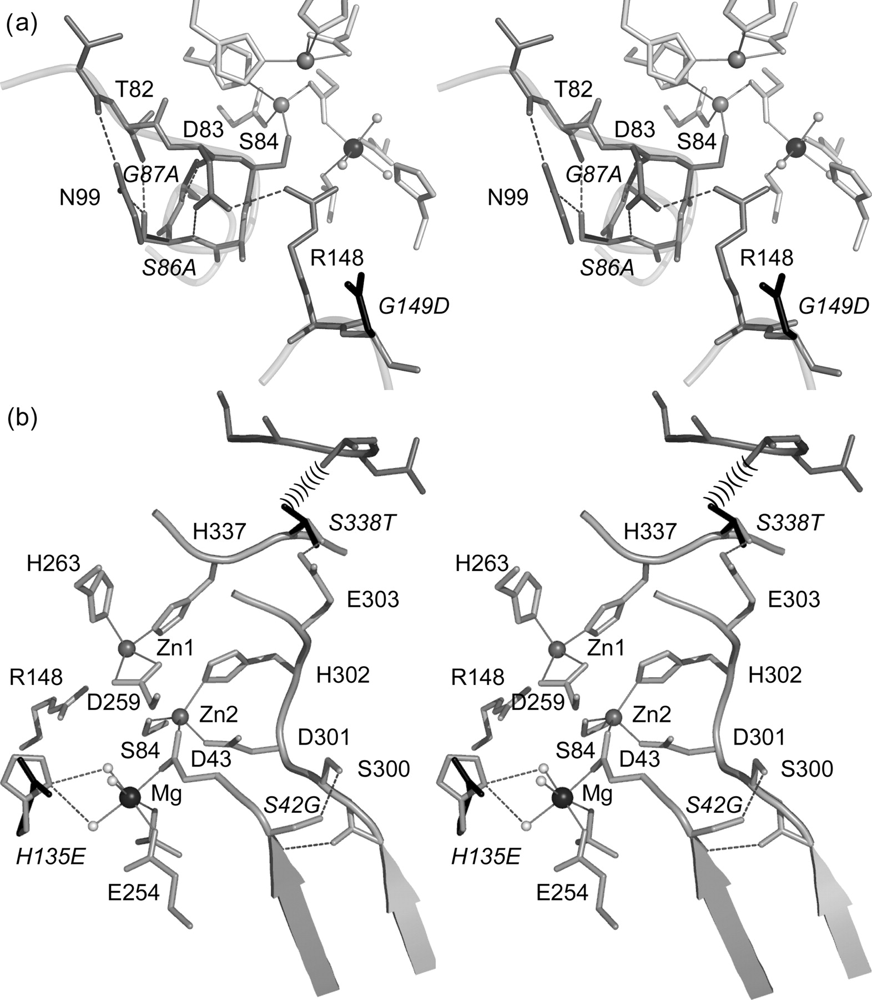 (a)
T82 T82
D83 S84 D83 S84
G87A G87A
N99 N99
R148 R148
S86A S86A
G149D G149D
(b)
H337 S338T H337 S338T
H263 H263
E303 E303
Zn1 Zn1
R148 H302 R148 H302
D259 D259
Zn2 Zn2
D301 D301
S84 D43 S84 D43
S300 S300
Mg Mg
S42G S42G
H135E H135E
E254 E254